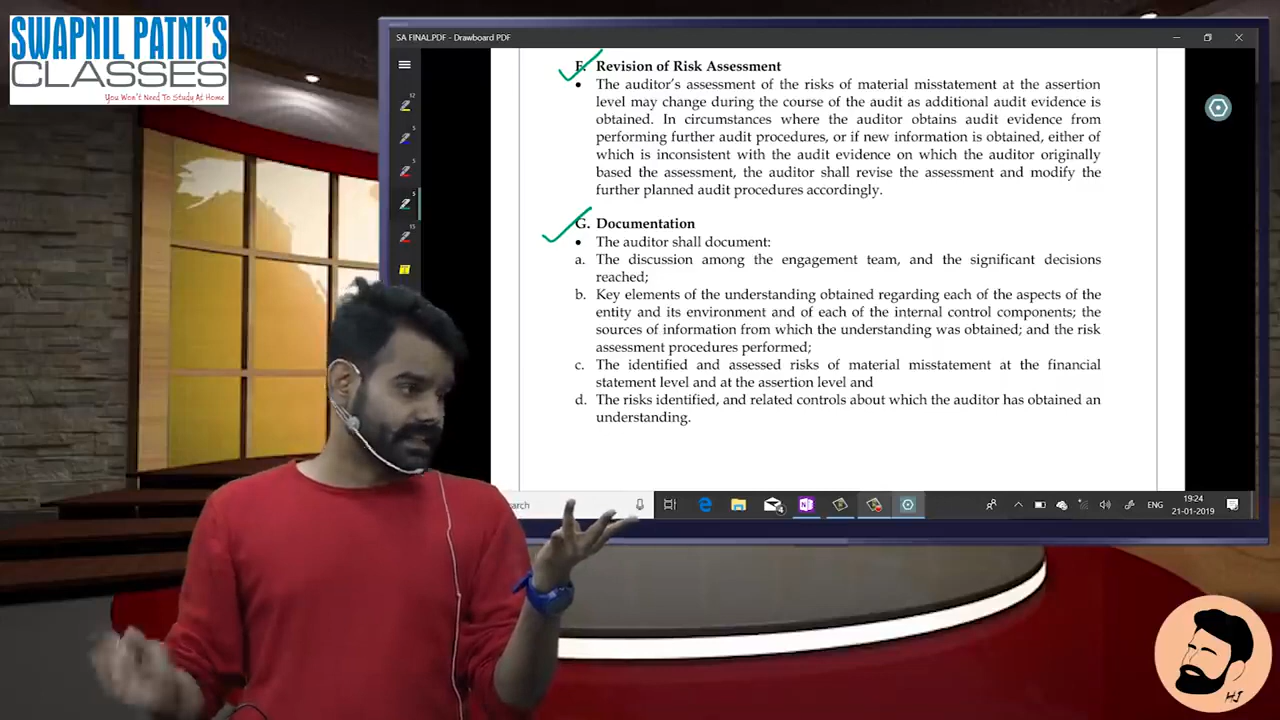 SWAPNIL PATNI'S
CLASSES
You Won't Need To Study At Home
SA FINAL.PDF - Drawboard PDF
F. Revision of Risk Assessment
• The auditor's assessment of the risks of material misstatement at the assertion
level may change during the course of the audit as additional audit evidence is
obtained. In circumstances where the auditor obtains audit evidence from
performing further audit procedures, or if new information is obtained, either of
which is inconsistent with the audit evidence on which the auditor originally
based the assessment, the auditor shall revise the assessment and modify the
further planned audit procedures accordingly.
G. Documentation
• The auditor shall document:
a. The discussion among the engagement team, and the significant decisions
reached;
b. Key elements of the understanding obtained regarding each of the aspects of the
entity and its environment and of each of the internal control components; the
sources of information from which the understanding was obtained; and the risk
assessment procedures performed;
c. The identified and assessed risks of material misstatement at the financial
statement level and at the assertion level and
d. The risks identified, and related controls about which the auditor has obtained an
understanding.
arch
ENG
19:24
21-01-2019
HJ